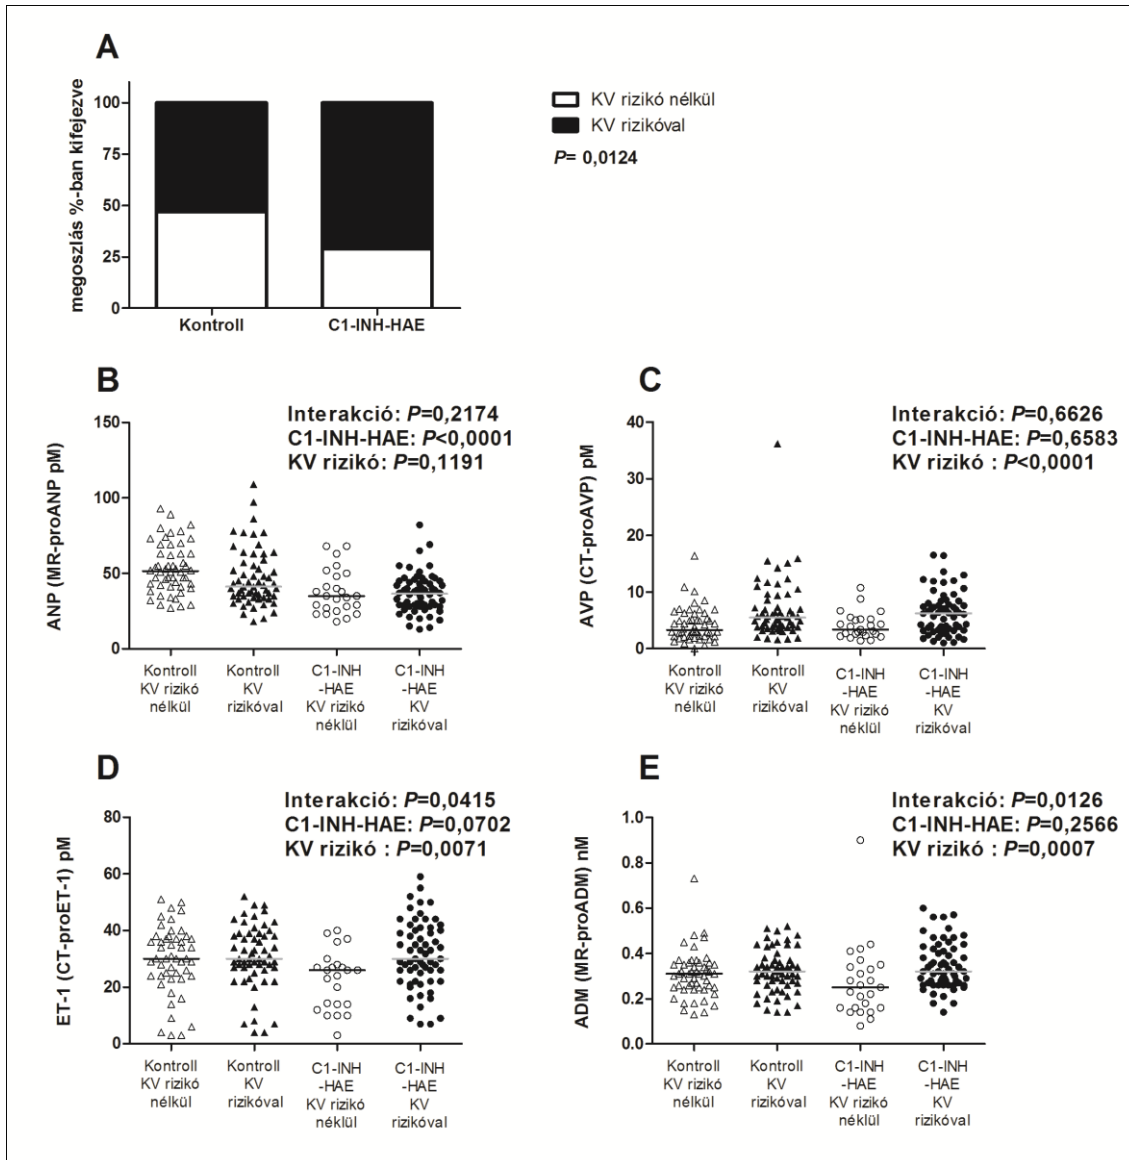 A
megoszlás %-ban kifejezve
100
75
50
25
0
Kontroll
C1-INH-HAE
KV rizikó nélkül
KV rizikóval
P= 0,0124
B
Interakció: P=0,2174
C1-INH-HAE: P<0,0001
KV rizikó: P=0,1191
ANP (MR-proANP pM)
150
100
50
0
Kontroll
KV rizikó
nélkül
Kontroll
KV
rizikóval
C1-INH
-HAE
KV rizikó
néklül
C1-INH
-HAE
KV
rizikóval
C
Interakció: P=0,6626
C1-INH-HAE: P=0,6583
KV rizikó : P<0,0001
AVP (CT-proAVP) pM
40
30
20
10
0
Kontroll
KV rizikó
nélkül
Kontroll
KV
rizikóval
C1-INH
-HAE
KV rizikó
néklül
C1-INH
-HAE
KV
rizikóval
D
Interakció: P=0,0415
C1-INH-HAE: P=0,0702
KV rizikó : P=0,0071
ET-1 (CT-proET-1) pM
80
60
40
20
0
Kontroll
KV rizikó
nélkül
Kontroll
KV
rizikóval
C1-INH
-HAE
KV rizikó
néklül
C1-INH
-HAE
KV
rizikóval
E
Interakció: P=0,0126
C1-INH-HAE: P=0,2566
KV rizikó : P=0,0007
ADM (MR-proADM) nM
1.0
0.8
0.6
0.4
0.2
0.0
Kontroll
KV rizikó
nélkül
Kontroll
KV
rizikóval
C1-INH
-HAE
KV rizikó
néklül
C1-INH
-HAE
KV
rizikóval